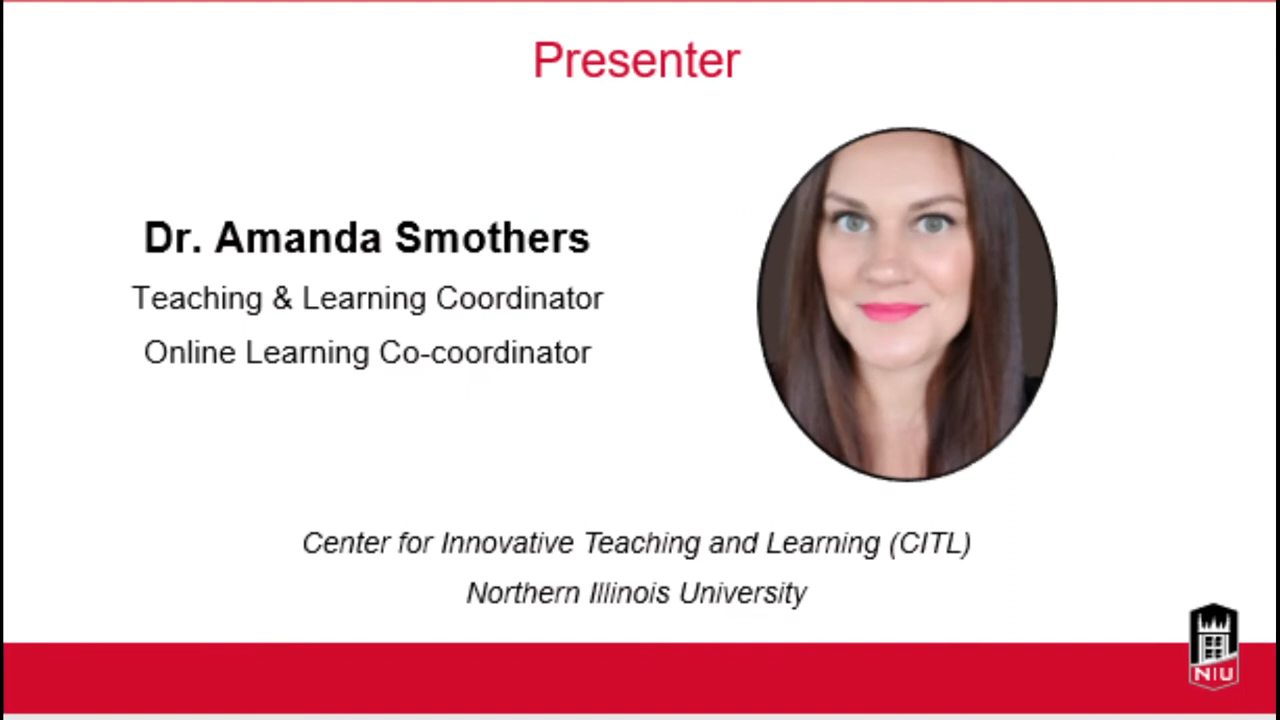 Presenter
Dr. Amanda Smothers
Teaching & Learning Coordinator
Online Learning Co-coordinator
Center for Innovative Teaching and Learning (CITL)
Northern Illinois University
NIU